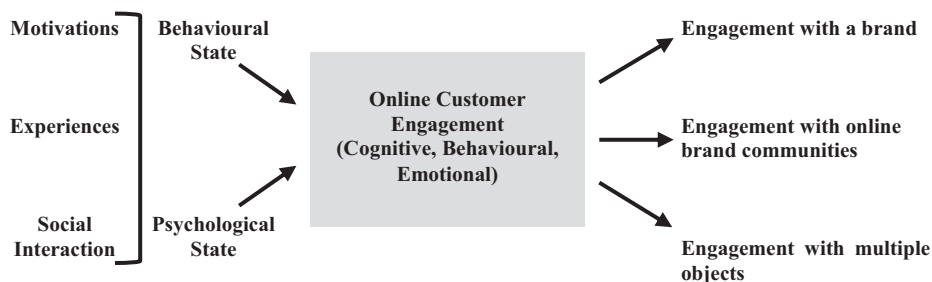 Motivations
Experiences
Social
Interaction
Behavioural
State
Psychological
State
Online Customer
Engagement
(Cognitive, Behavioural,
Emotional)
Engagement with a brand
Engagement with online
brand communities
Engagement with multiple
objects